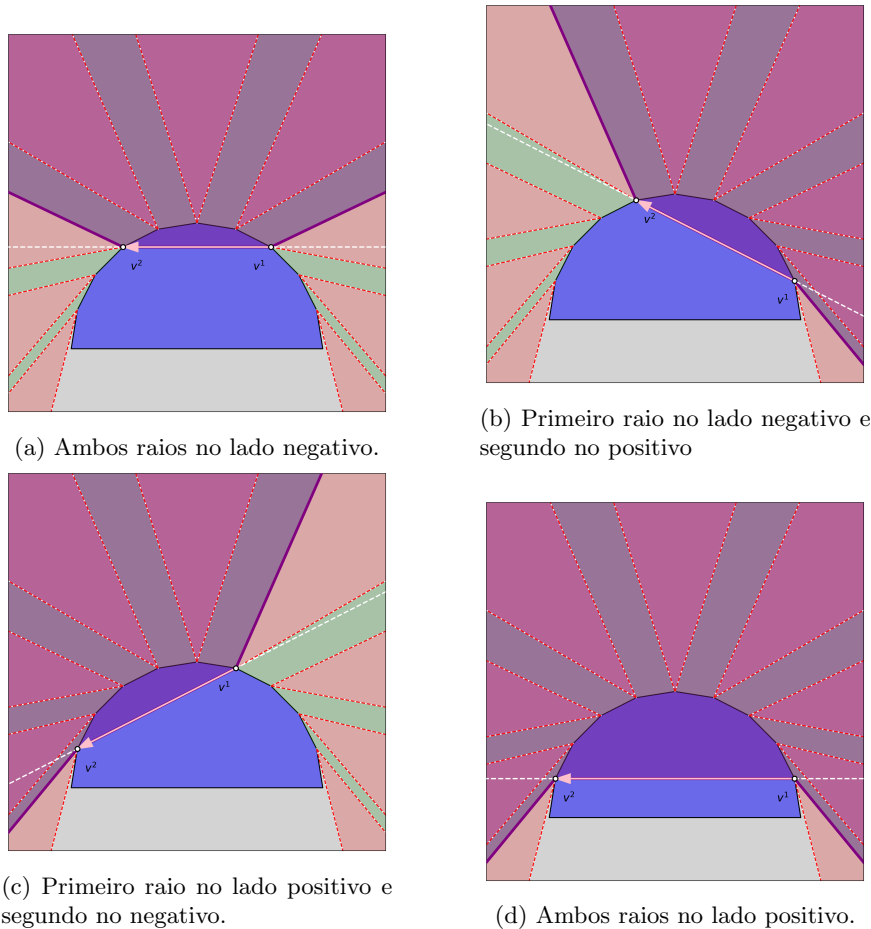 v²
v¹
(a) Ambos raios no lado negativo.
v²
v¹
(b) Primeiro raio no lado negativo e
segundo no positivo
v¹
v²
(c) Primeiro raio no lado positivo e
segundo no negativo.
v²
v¹
(d) Ambos raios no lado positivo.